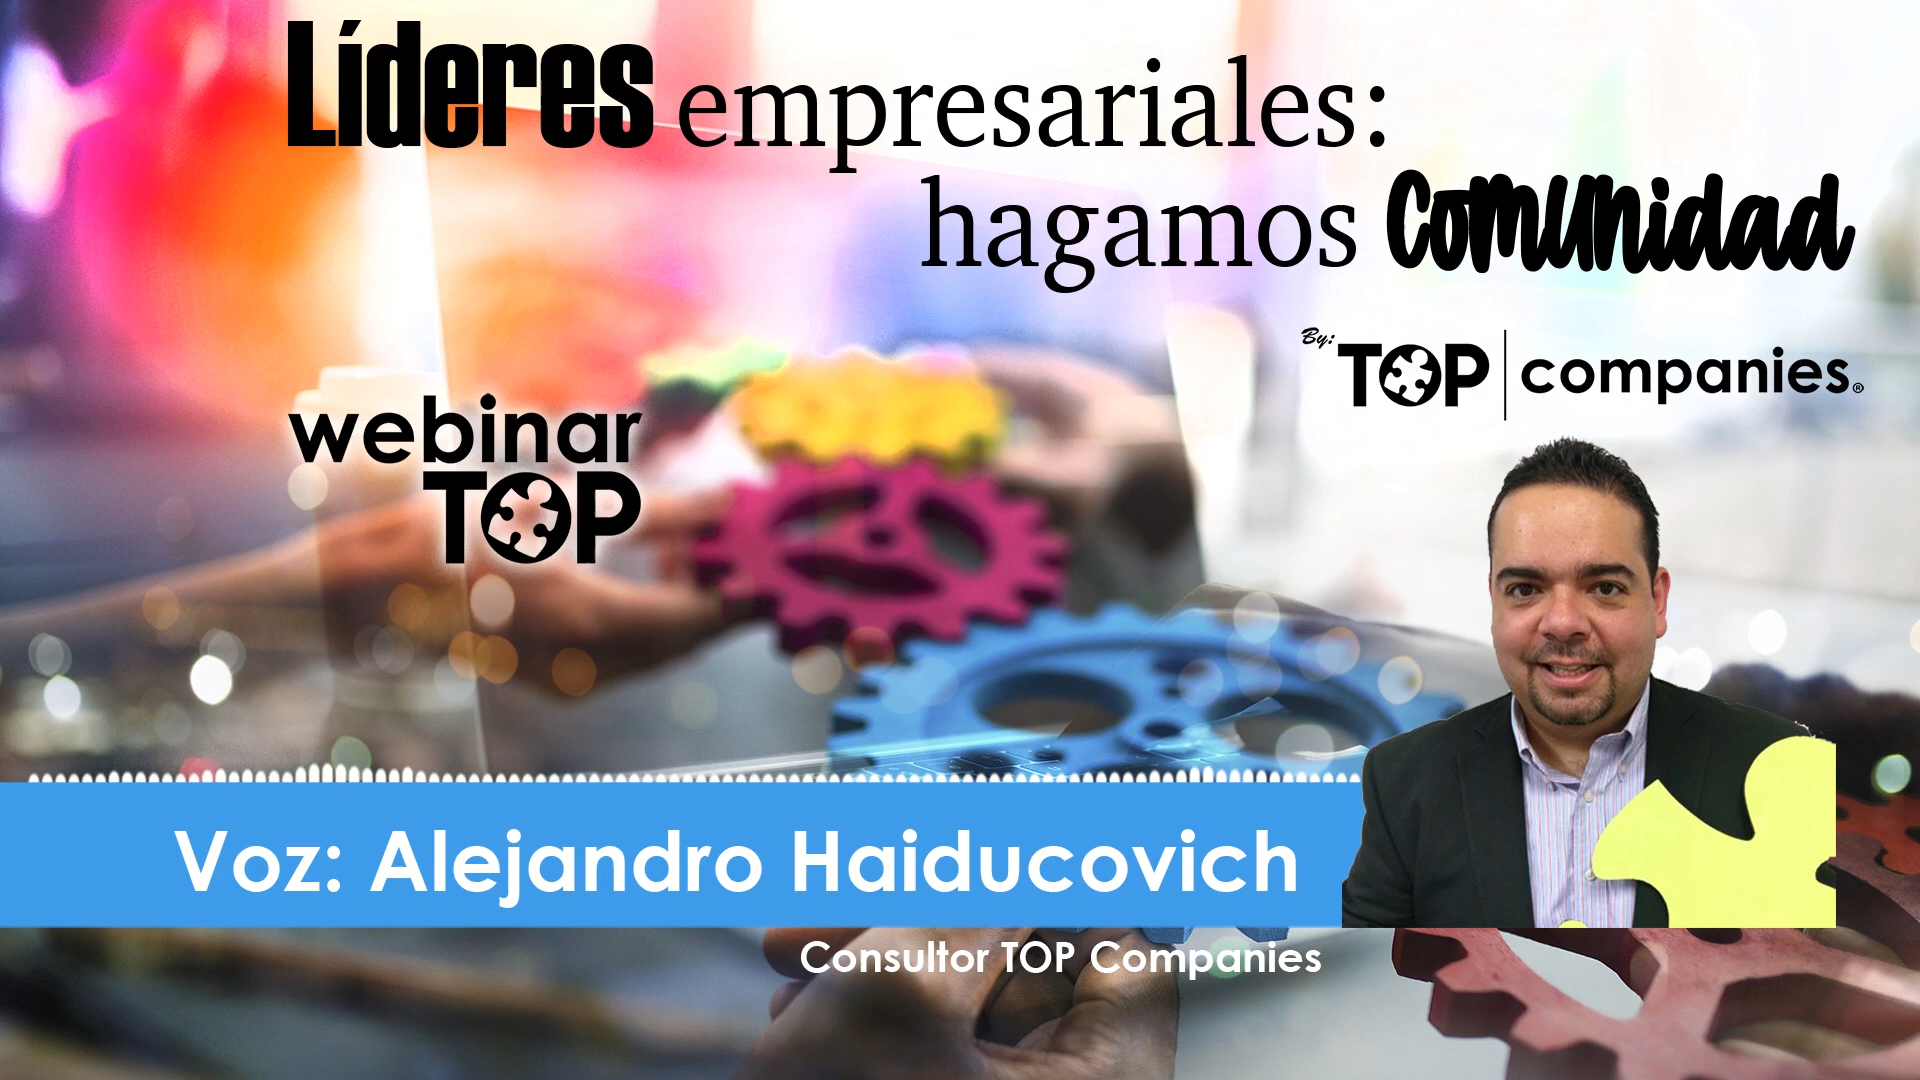 Líderes empresariales:
hagamos Comunidad
By: TOP | companies®
webinar
TOP
Voz: Alejandro Haiducovich
Consultor TOP Companies